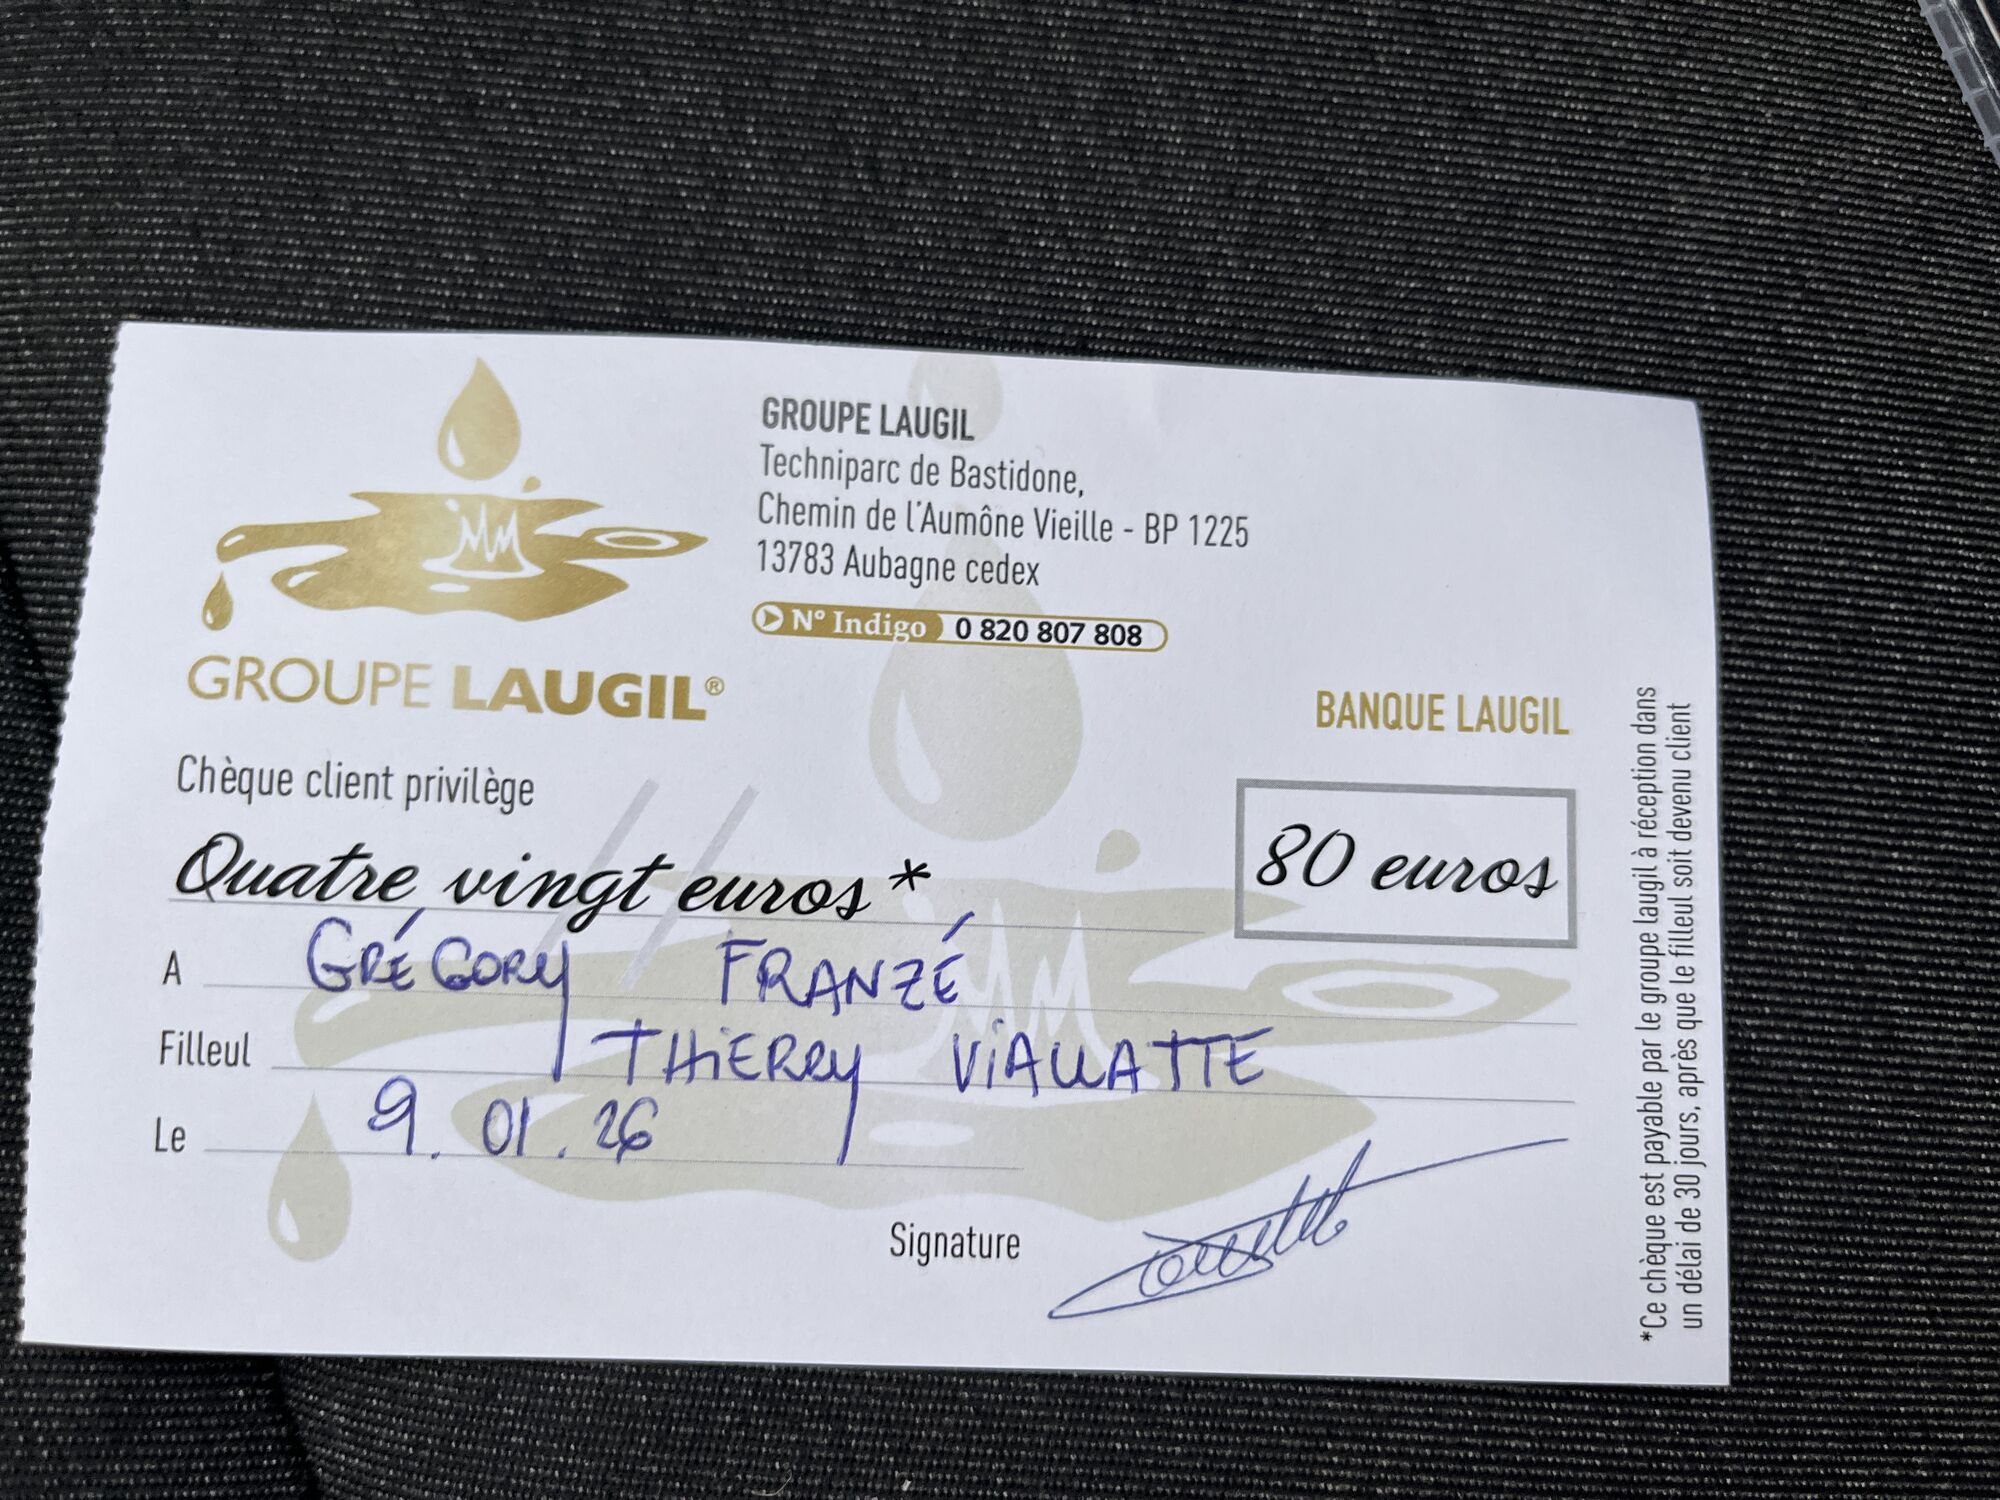 GROUPE LAUGIL
Techniparc de Bastidone,
Chemin de l'Aumône Vieille - BP 1225
13783 Aubagne cedex
N° Indigo 0 820 807 808
GROUPE LAUGIL®
BANQUE LAUGIL
Chèque client privilège
Quatre vingt euros *
80 euros
A GRÉGORY FRANZÉ
Filleul THIERRY VIALLATTE
Le 9.01.26
Signature
*Ce chèque est payable par le groupe laugil à réception dans
un délai de 30 jours, après que le filleul soit devenu client